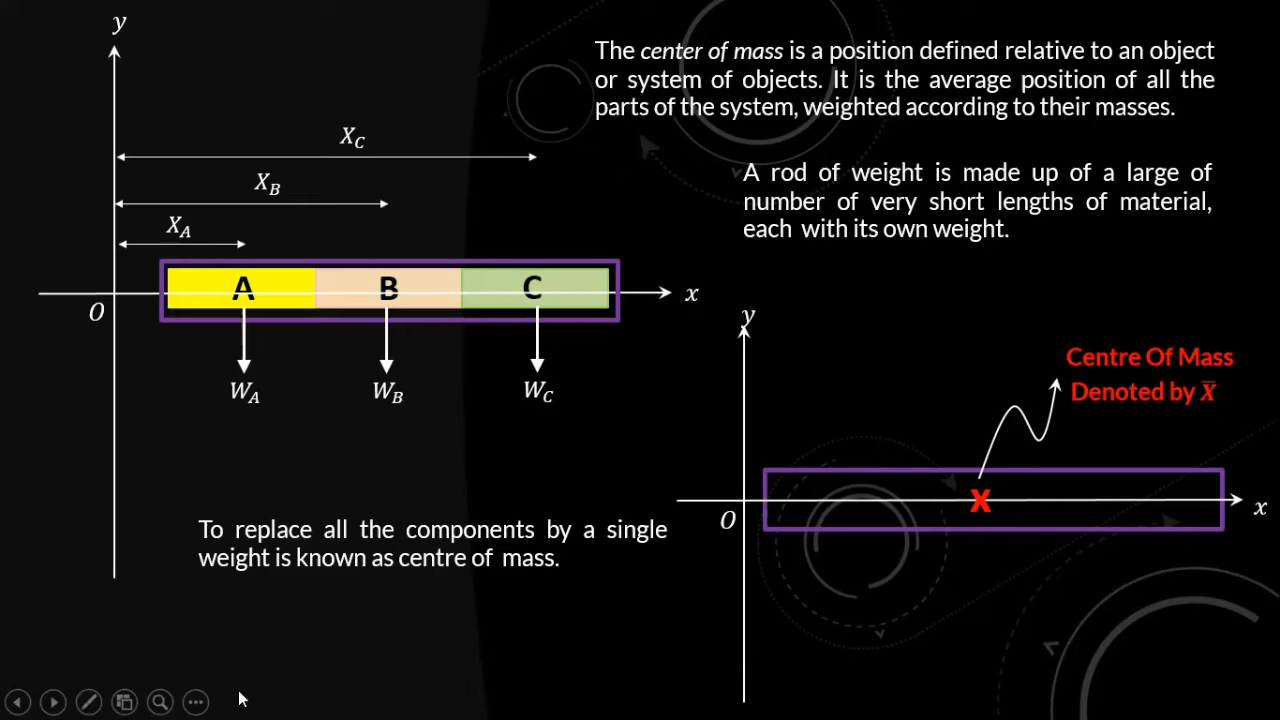 y
The center of mass is a position defined relative to an object
or system of objects. It is the average position of all the
parts of the system, weighted according to their masses.
X_C
A rod of weight is made up of a large of
number of very short lengths of material,
each with its own weight.
X_B
X_A
A B C
x
O
W_A W_B W_C
y
Centre Of Mass
Denoted by X̅
X
x
O
To replace all the components by a single
weight is known as centre of mass.